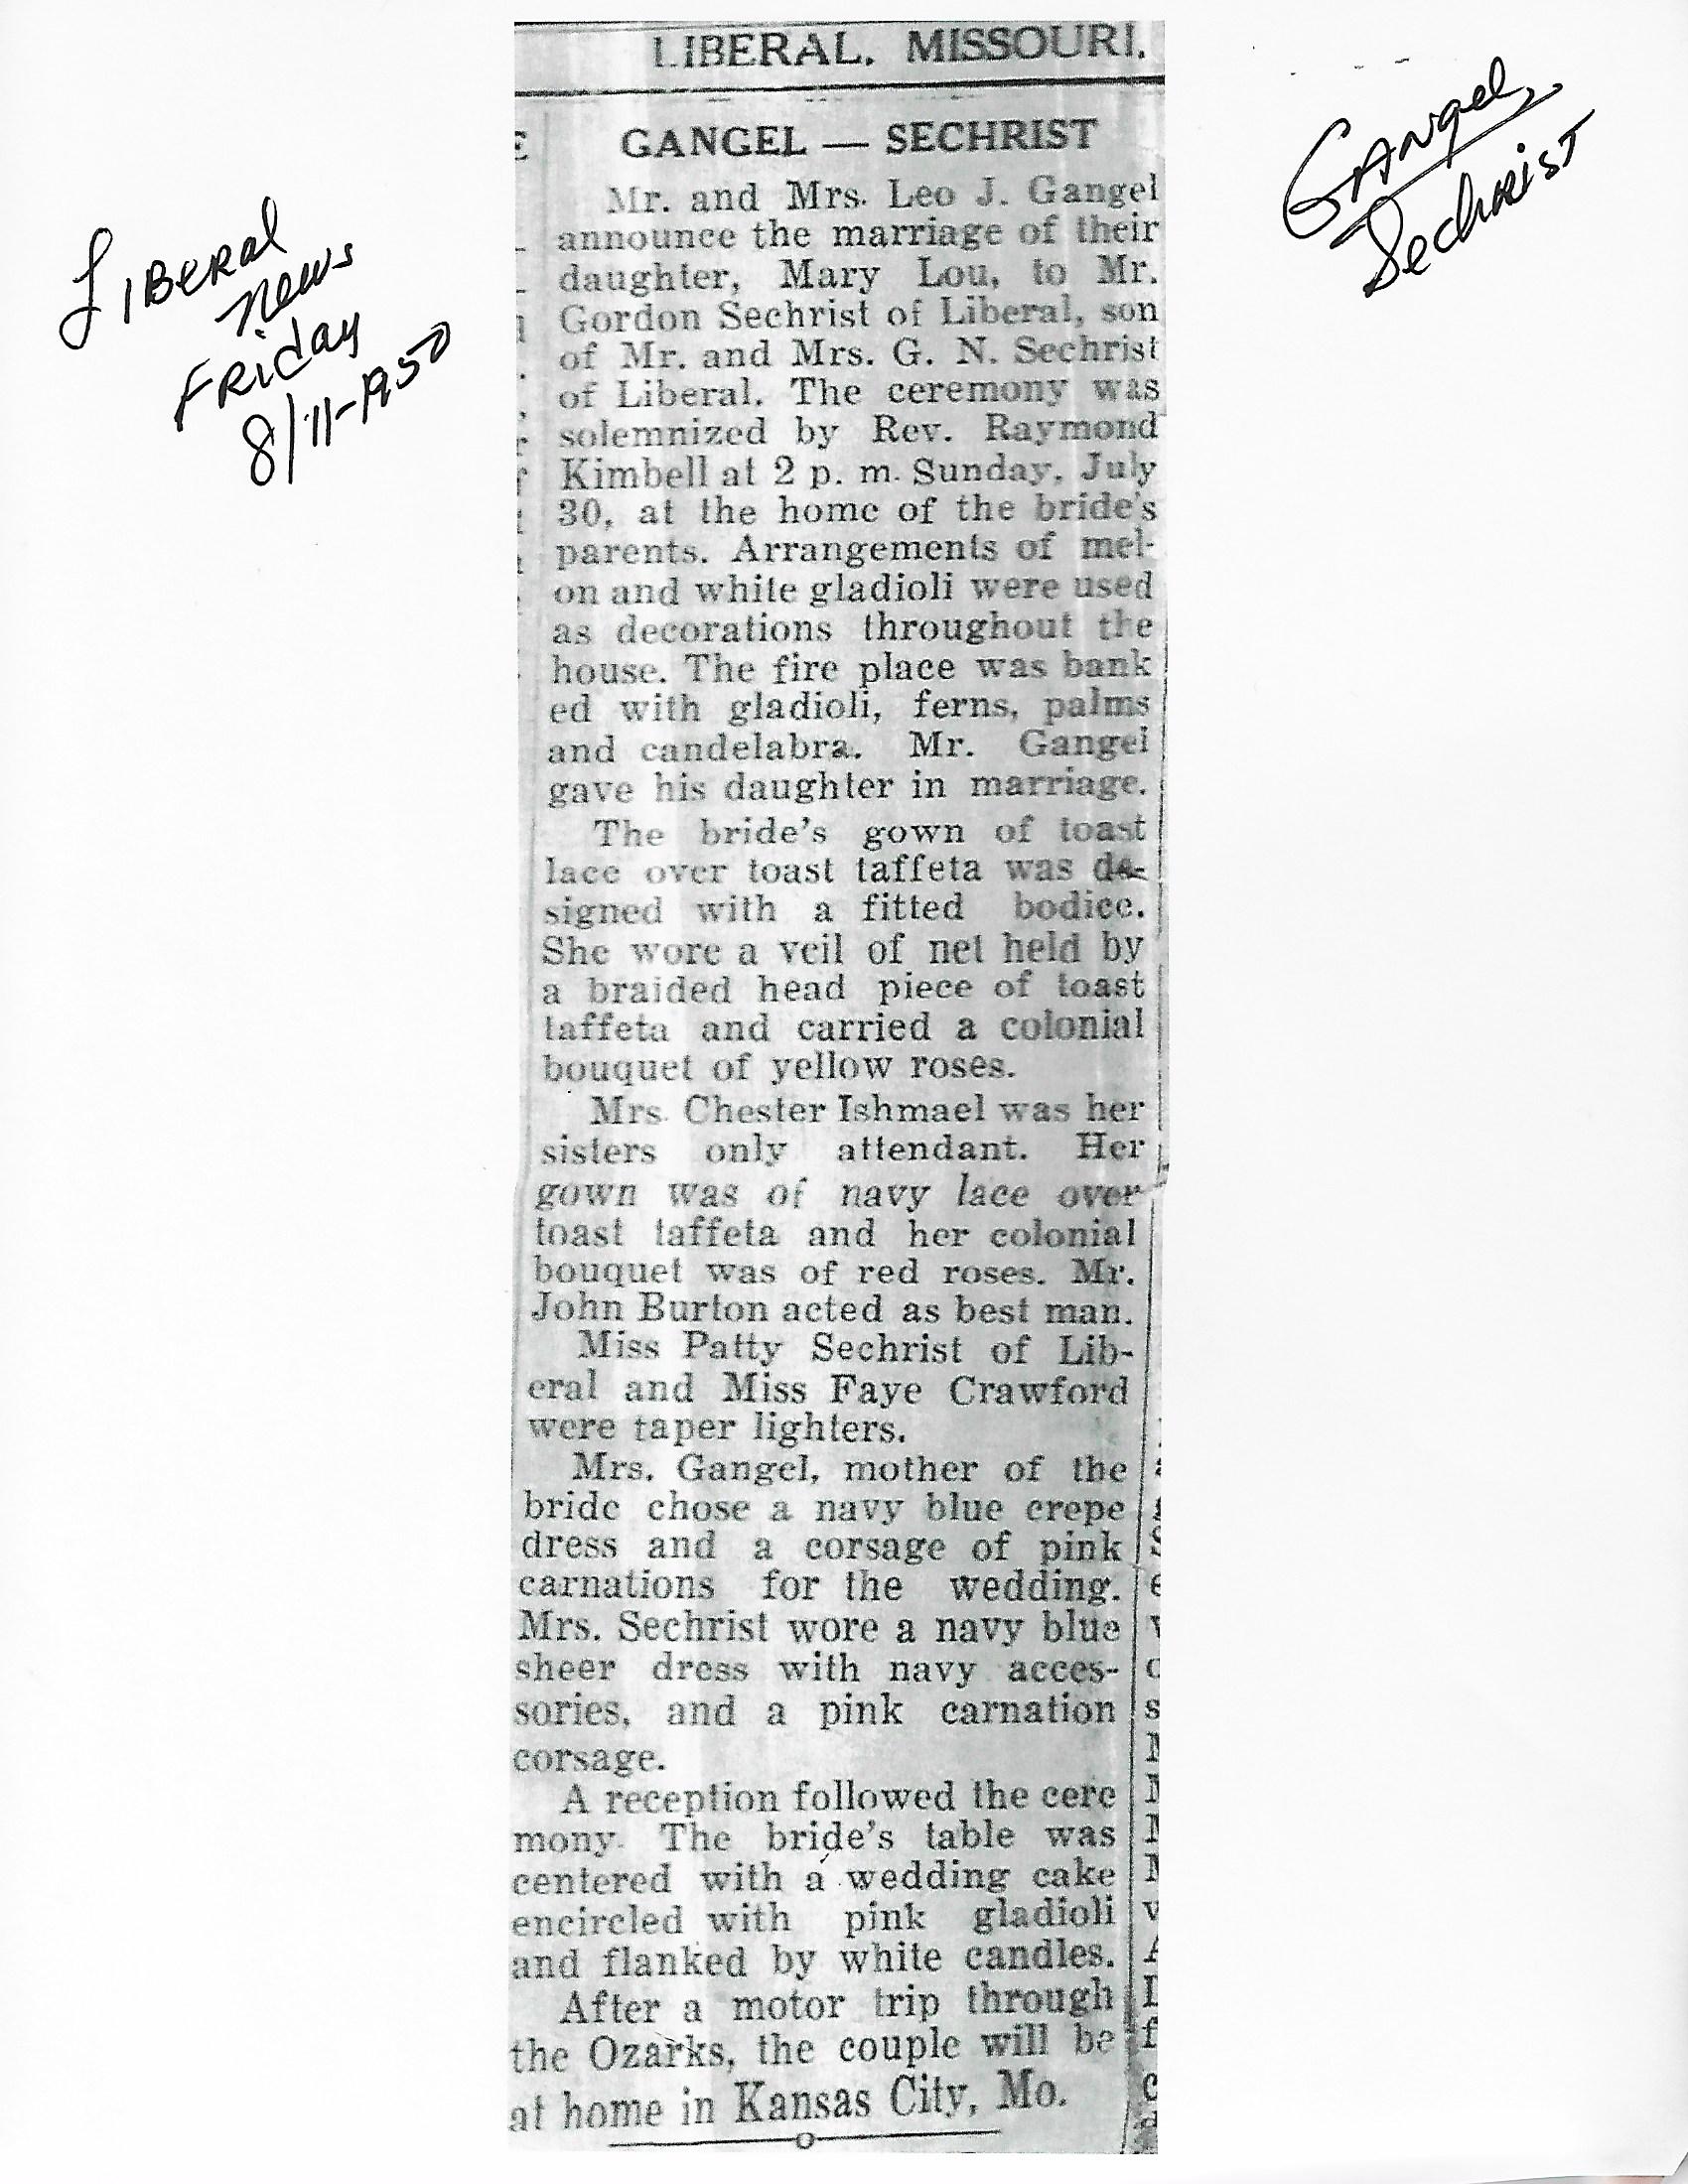 LIBERAL, MISSOURI.
Liberal
News
Friday
8/11-1950
Gangel
Sechrist
GANGEL — SECHRIST
Mr. and Mrs. Leo J. Gangel
announce the marriage of their
daughter, Mary Lou, to Mr.
Gordon Sechrist of Liberal, son
of Mr. and Mrs. G. N. Sechrist
of Liberal. The ceremony was
solemnized by Rev. Raymond
Kimbell at 2 p. m. Sunday, July
30, at the home of the bride's
parents. Arrangements of mel-
on and white gladioli were used
as decorations throughout the
house. The fire place was bank
ed with gladioli, ferns, palms
and candelabra. Mr. Gangel
gave his daughter in marriage.
The bride's gown of toast
lace over toast taffeta was de-
signed with a fitted bodice.
She wore a veil of net held by
a braided head piece of toast
taffeta and carried a colonial
bouquet of yellow roses.
Mrs. Chester Ishmael was her
sisters only attendant. Her
gown was of navy lace over
toast taffeta and her colonial
bouquet was of red roses. Mr.
John Burton acted as best man.
Miss Patty Sechrist of Lib-
eral and Miss Faye Crawford
were taper lighters.
Mrs. Gangel, mother of the
bride chose a navy blue crepe
dress and a corsage of pink
carnations for the wedding.
Mrs. Sechrist wore a navy blue
sheer dress with navy acces-
sories, and a pink carnation
corsage.
A reception followed the cere
mony. The bride's table was
centered with a wedding cake
encircled with pink gladioli
and flanked by white candles.
After a motor trip through
the Ozarks, the couple will be
at home in Kansas City, Mo.